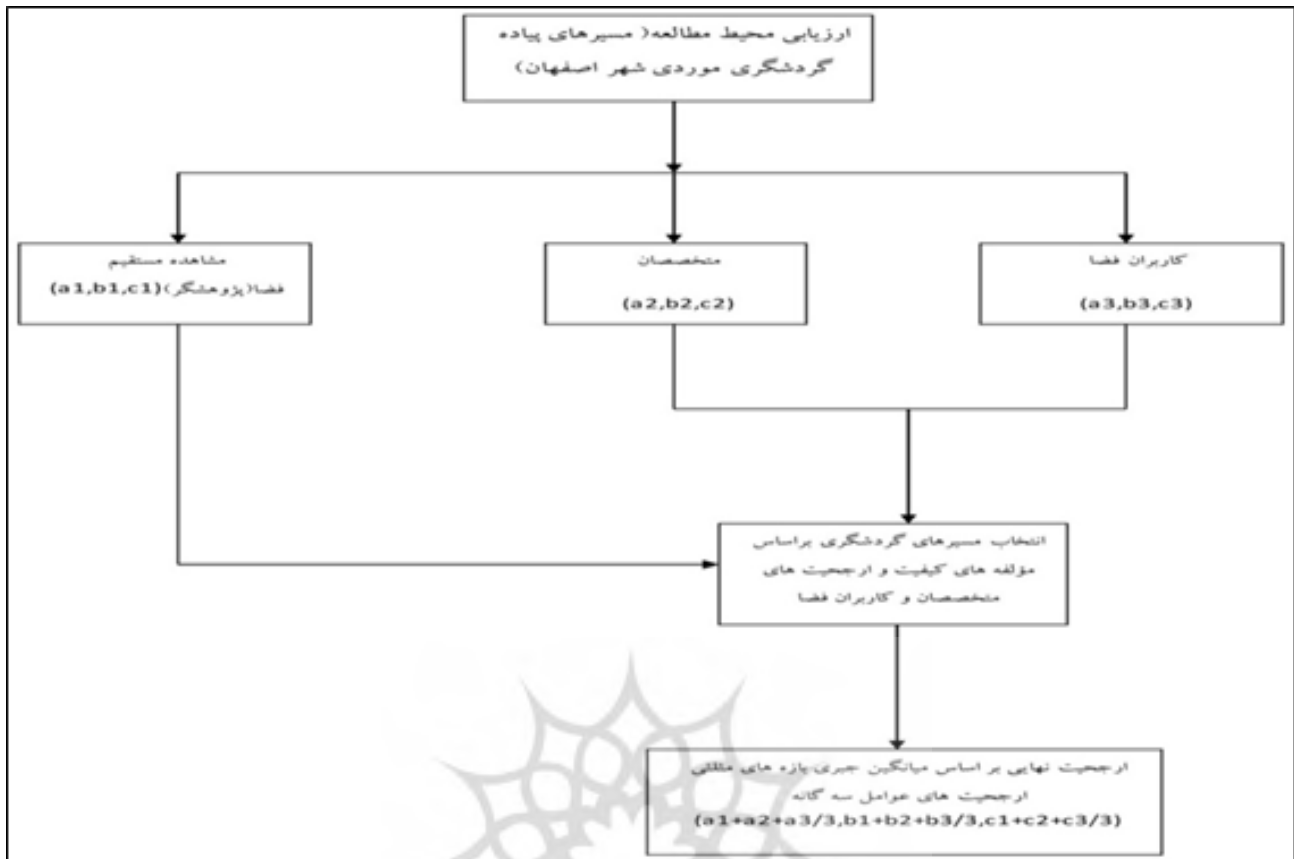 ارزیابی محیط مطالعه( مسیرهای پیاده
گردشگری موردی شهر اصفهان)
کاربران فضا
(a3,b3,c3)
متخصصان
(a2,b2,c2)
مشاهده مستقیم
فضا(پژوهشگر)(a1,b1,c1)
انتخاب مسیرهای گردشگری براساس
مؤلفه های کیفیت و ارجحیت های
متخصصان و کاربران فضا
ارجحیت نهایی بر اساس میانگین جبری بازه های مثلثی
ارجحیت های عوامل سه گانه
(a1+a2+a3/3,b1+b2+b3/3,c1+c2+c3/3)